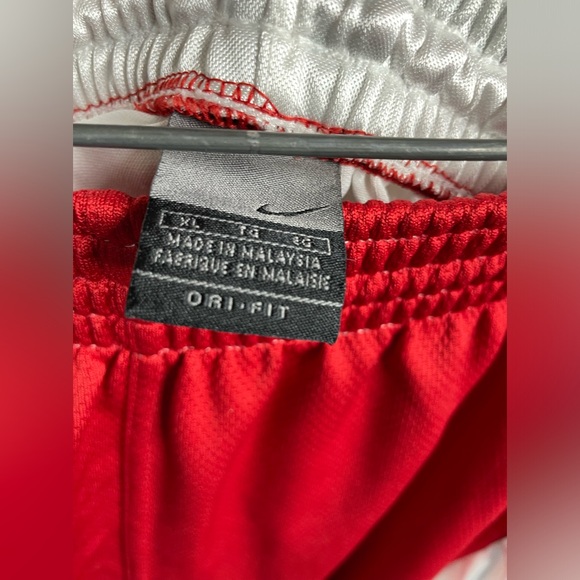 XL TG EG
MADE IN MALAYSIA
FABRIQUE EN MALAISIE
DRI·FIT